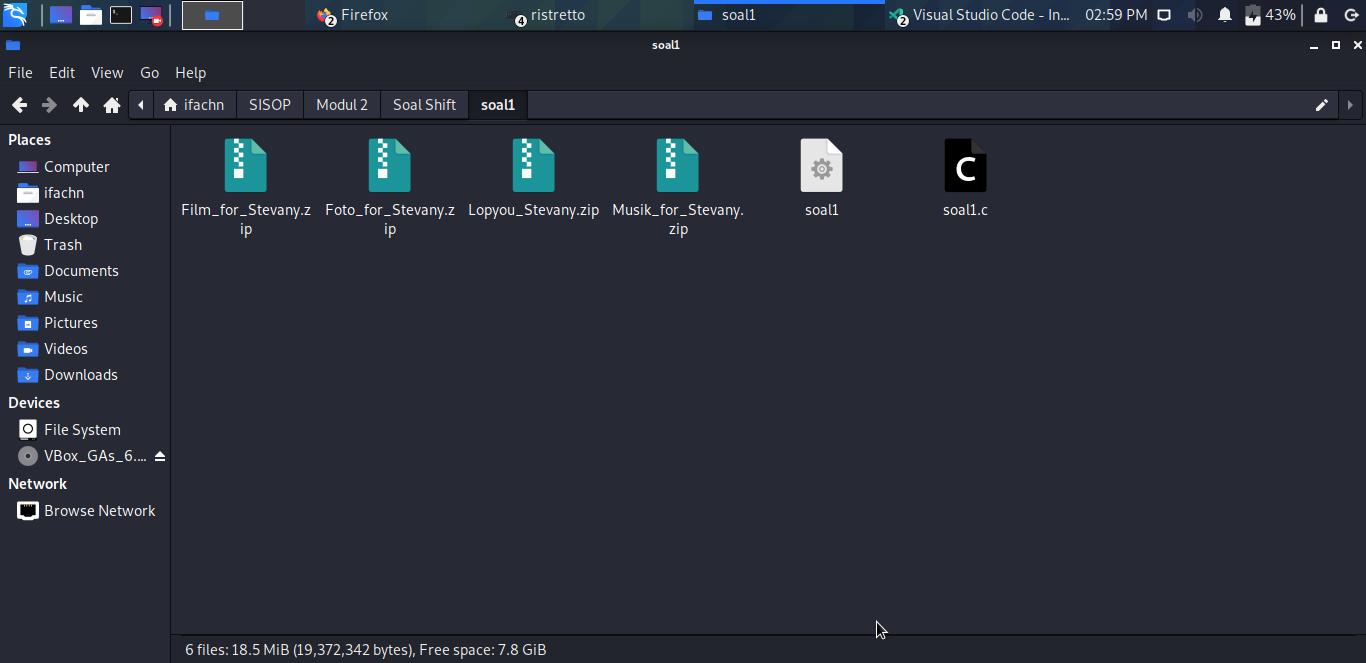 Firefox
ristretto
soal1
Visual Studio Code - In...
02:59 PM
43%
2
4
2
soal1
File Edit View Go Help
ifachn SISOP Modul 2 Soal Shift soal1
Places
Computer
ifachn
Desktop
Trash
Documents
Music
Pictures
Videos
Downloads
Devices
File System
VBox_GAs_6....
Network
Browse Network
Film_for_Stevany.z
ip
Foto_for_Stevany.z
ip
Lopyou_Stevany.zip
Musik_for_Stevany.
zip
soal1
C
soal1.c
6 files: 18.5 MiB (19,372,342 bytes), Free space: 7.8 GiB